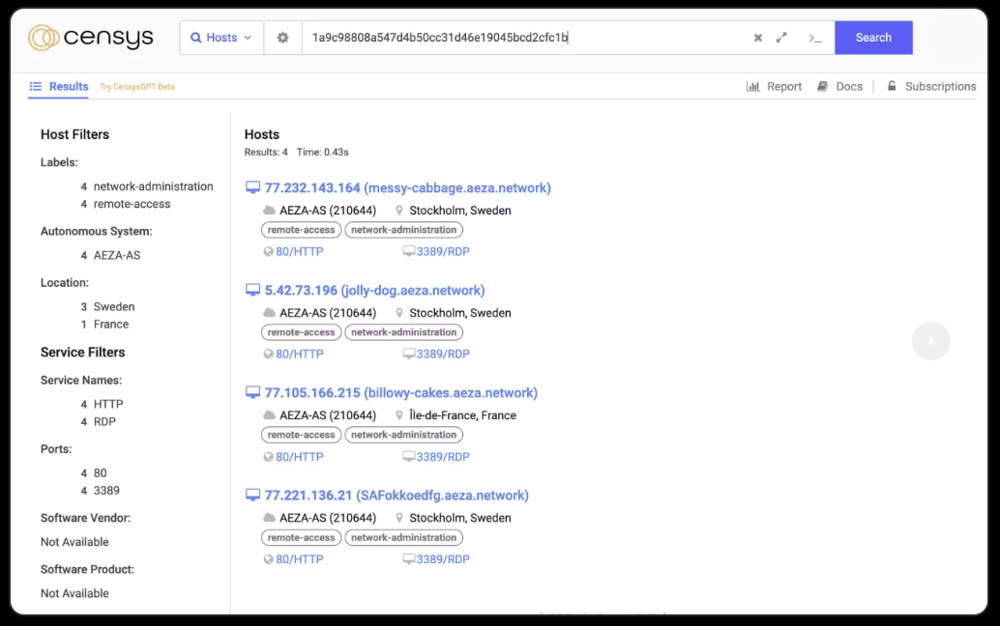 censys
Hosts
1a9c98808a547d4b50cc31d46e19045bcd2cfc1b
>_
Search
Results Try CensysGPT Beta
Report Docs Subscriptions
Host Filters
Labels:
4 network-administration
4 remote-access
Autonomous System:
4 AEZA-AS
Location:
3 Sweden
1 France
Service Filters
Service Names:
4 HTTP
4 RDP
Ports:
4 80
4 3389
Software Vendor:
Not Available
Software Product:
Not Available
Hosts
Results: 4 Time: 0.43s
77.232.143.164 (messy-cabbage.aeza.network)
AEZA-AS (210644) Stockholm, Sweden
remote-access network-administration
80/HTTP 3389/RDP
5.42.73.196 (jolly-dog.aeza.network)
AEZA-AS (210644) Stockholm, Sweden
remote-access network-administration
80/HTTP 3389/RDP
77.105.166.215 (billowy-cakes.aeza.network)
AEZA-AS (210644) Île-de-France, France
remote-access network-administration
80/HTTP 3389/RDP
77.221.136.21 (SAFokkoedfg.aeza.network)
AEZA-AS (210644) Stockholm, Sweden
remote-access network-administration
80/HTTP 3389/RDP